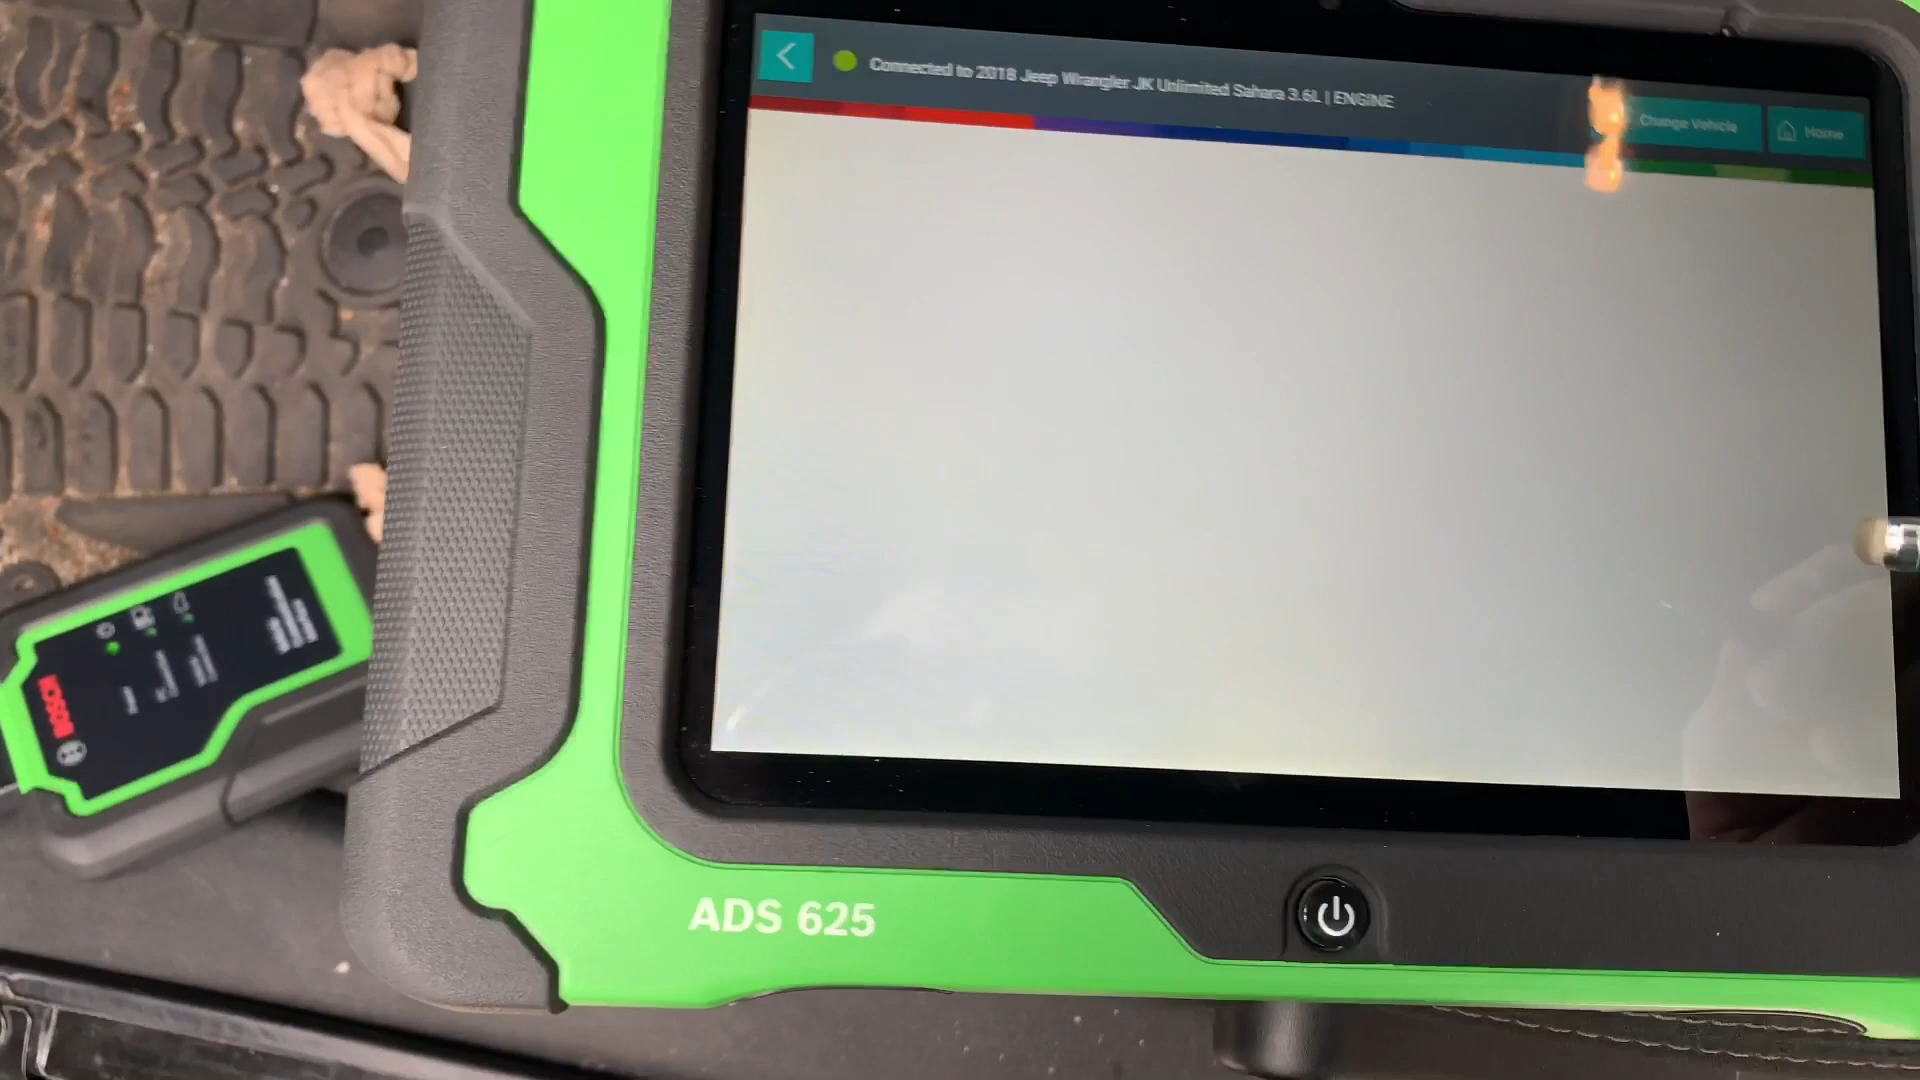 Connected to 2018 Jeep Wrangler JK Unlimited Sahara 3.6L | ENGINE
Change Vehicle
Home
BOSCH
ADS 625